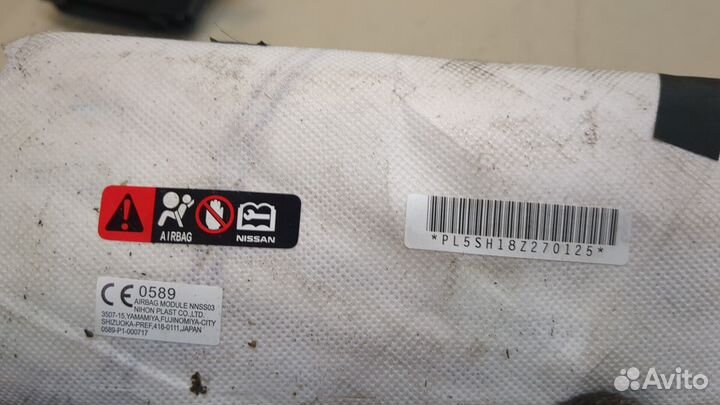 AIRBAG
NISSAN
*PL5SH18Z270125*
CE 0589
AIRBAG MODULE NNSS03
NIHON PLAST CO.,LTD.
3507-15,YAMAMIYA,FUJINOMIYA-CITY
SHIZUOKA-PREF,418-0111,JAPAN
0589-P1-000717
Avito